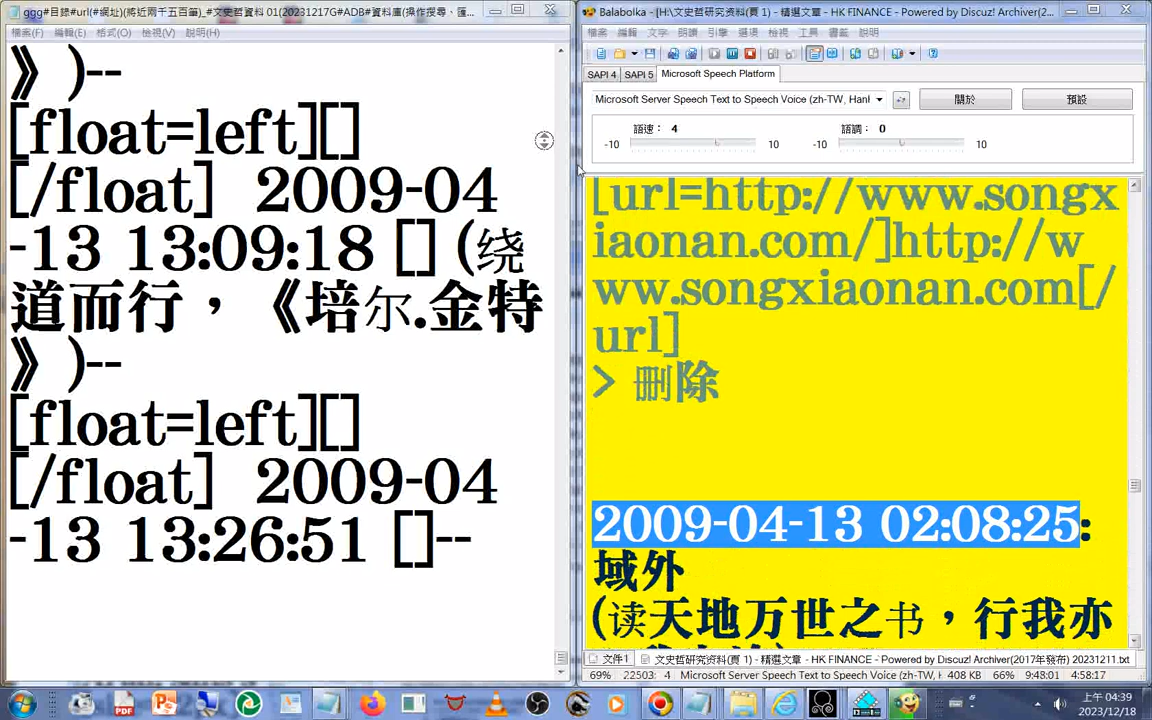 ggg#目錄#url(#網址)(將近兩千五百筆)_#文史哲資料 01(20231217G#ADB#資料庫(操作搜尋、匯...
檔案(F) 編輯(E) 格式(O) 檢視(V) 說明(H)
》)--
[float=left][]
[/float] 2009-04
-13 13:09:18 [] (绕
道而行，《培尔.金特
》)--
[float=left][]
[/float] 2009-04
-13 13:26:51 []--
Balabolka - [H:\文史哲研究资料(頁 1) - 精選文章 - HK FINANCE - Powered by Discuz! Archiver(2...
檔案 編輯 文字 朗讀 引擎 選項 檢視 工具 書籤 說明
SAPI 4 SAPI 5 Microsoft Speech Platform
Microsoft Server Speech Text to Speech Voice (zh-TW, Hanl
關於 預設
語速： 4 語調： 0
-10 10 -10 10
[url=http://www.songx
iaonan.com/]http://w
ww.songxiaonan.com[/
url]
> 删除
2009-04-13 02:08:25:
域外
(读天地万世之书，行我亦
文件1 文史哲研究资料(頁 1) - 精選文章 - HK FINANCE - Powered by Discuz! Archiver(2017年發布) 20231211.txt
69% 22503: 4 Microsoft Server Speech Text to Speech Voice (zh-TW, 408 KB 66% 9:48:01 4:58:17
上午 04:39
2023/12/18